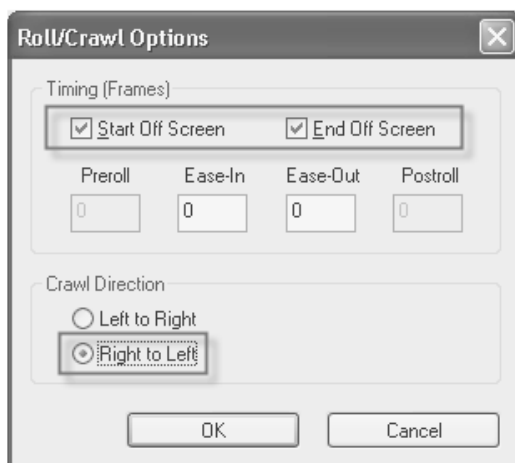 Roll/Crawl Options
Timing (Frames)
Start Off Screen End Off Screen
Preroll Ease-In Ease-Out Postroll
0 0 0 0
Crawl Direction
Left to Right
Right to Left
OK Cancel